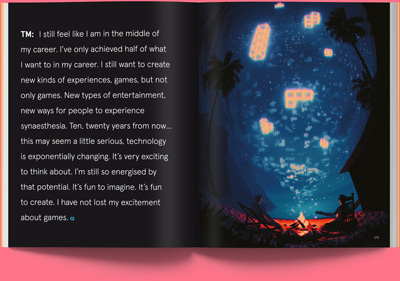 TM: I still feel like I am in the middle of
my career. I've only achieved half of what
I want to in my career. I still want to create
new kinds of experiences, games, but not
only games. New types of entertainment,
new ways for people to experience
synaesthesia. Ten, twenty years from now...
this may seem a little serious, technology
is exponentially changing. It's very exciting
to think about. I'm still so energised by
that potential. It's fun to imagine. It's fun
to create. I have not lost my excitement
about games.